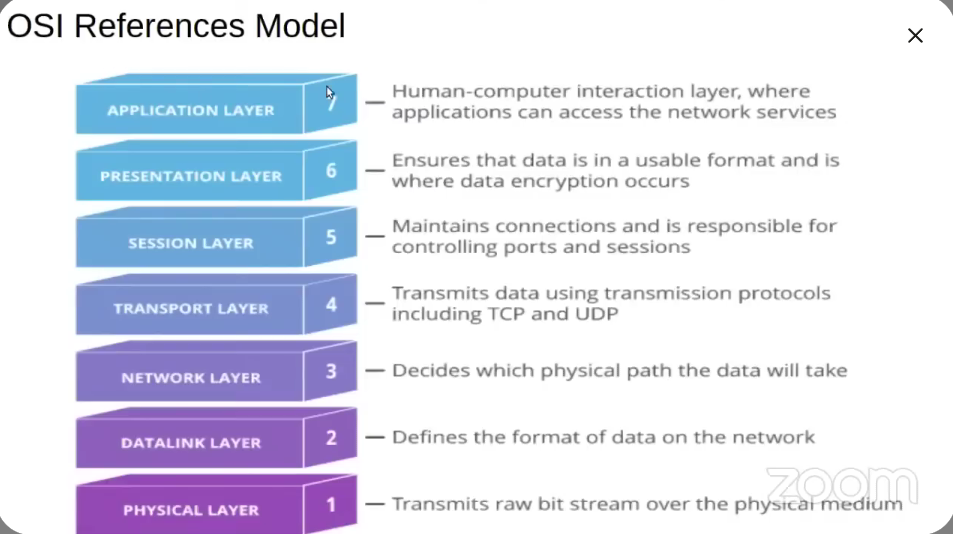 OSI References Model
APPLICATION LAYER
7
Human-computer interaction layer, where
applications can access the network services
PRESENTATION LAYER
6
Ensures that data is in a usable format and is
where data encryption occurs
SESSION LAYER
5
Maintains connections and is responsible for
controlling ports and sessions
TRANSPORT LAYER
4
Transmits data using transmission protocols
including TCP and UDP
NETWORK LAYER
3
Decides which physical path the data will take
DATALINK LAYER
2
Defines the format of data on the network
PHYSICAL LAYER
1
Transmits raw bit stream over the physical medium
zoom